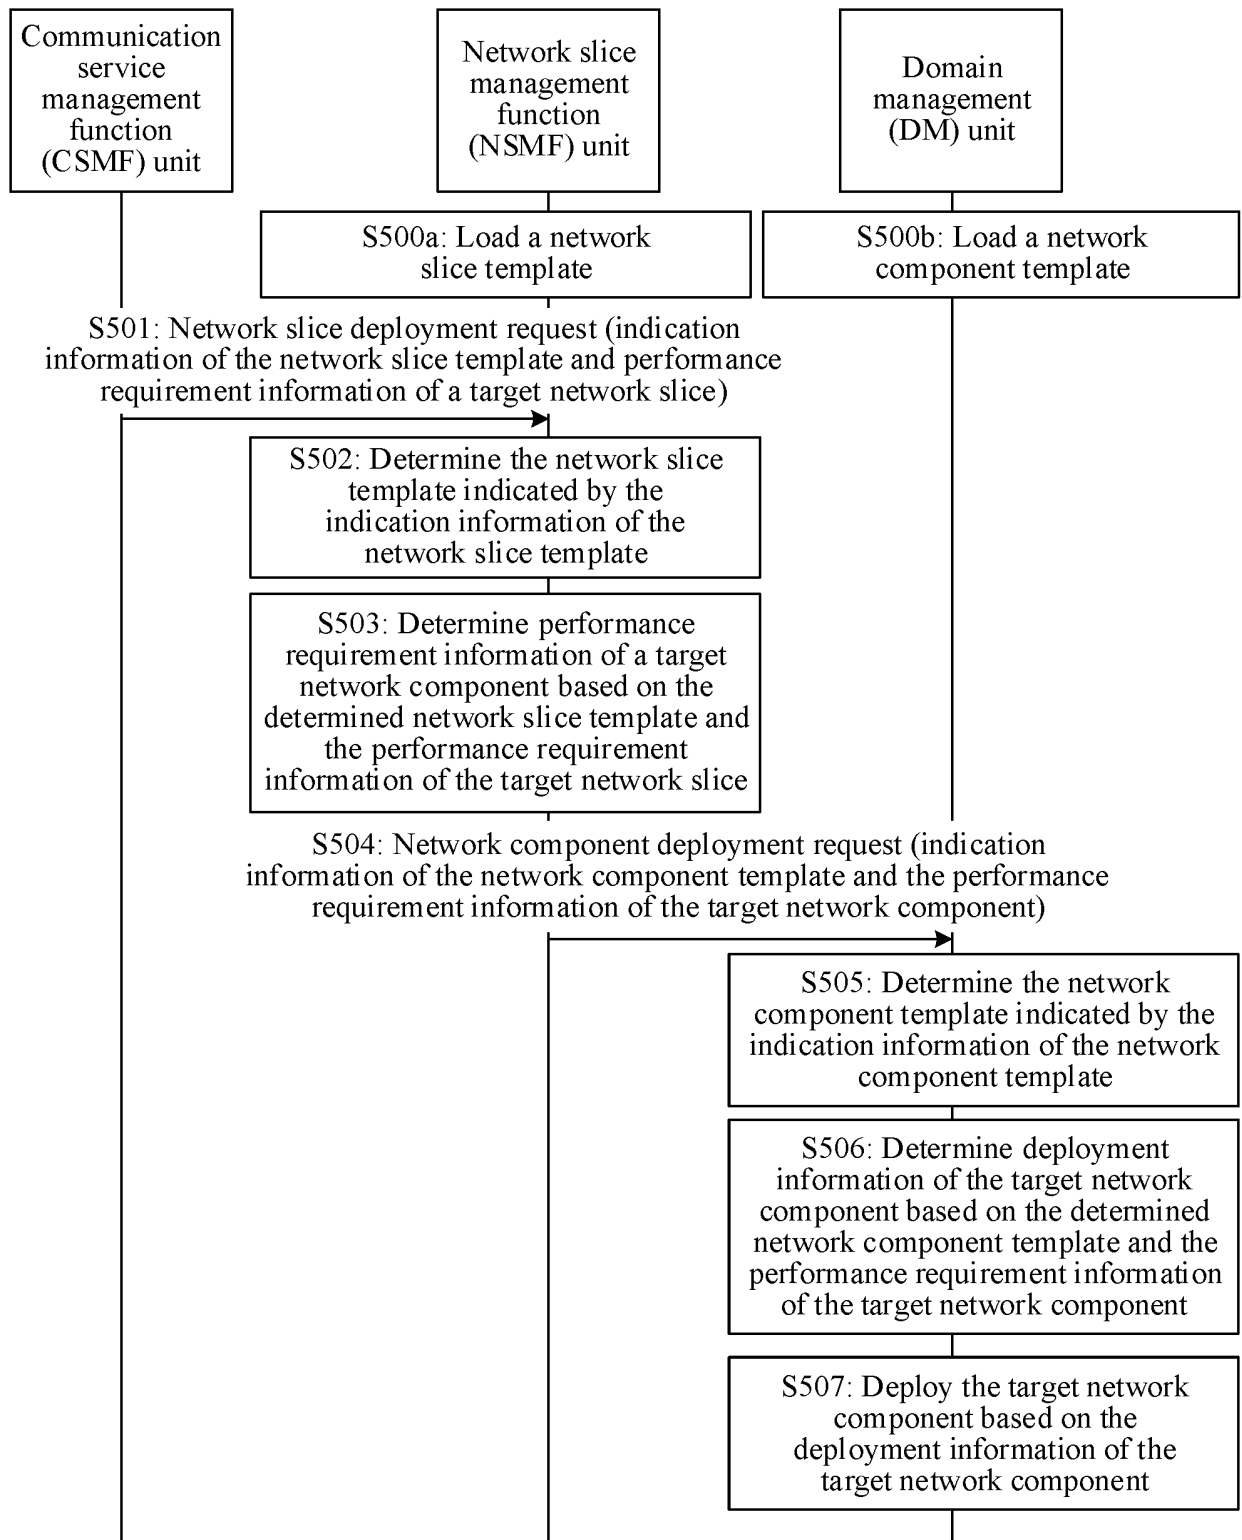 Communication
service
management
function
(CSMF) unit
Network slice
management
function
(NSMF) unit
Domain
management
(DM) unit
S500a: Load a network
slice template
S500b: Load a network
component template
S501: Network slice deployment request (indication
information of the network slice template and performance
requirement information of a target network slice)
S502: Determine the network slice
template indicated by the
indication information of the
network slice template
S503: Determine performance
requirement information of a target
network component based on the
determined network slice template and
the performance requirement
information of the target network slice
S504: Network component deployment request (indication
information of the network component template and the performance
requirement information of the target network component)
S505: Determine the network
component template indicated by the
indication information of the network
component template
S506: Determine deployment
information of the target network
component based on the determined
network component template and the
performance requirement information
of the target network component
S507: Deploy the target network
component based on the
deployment information of the
target network component